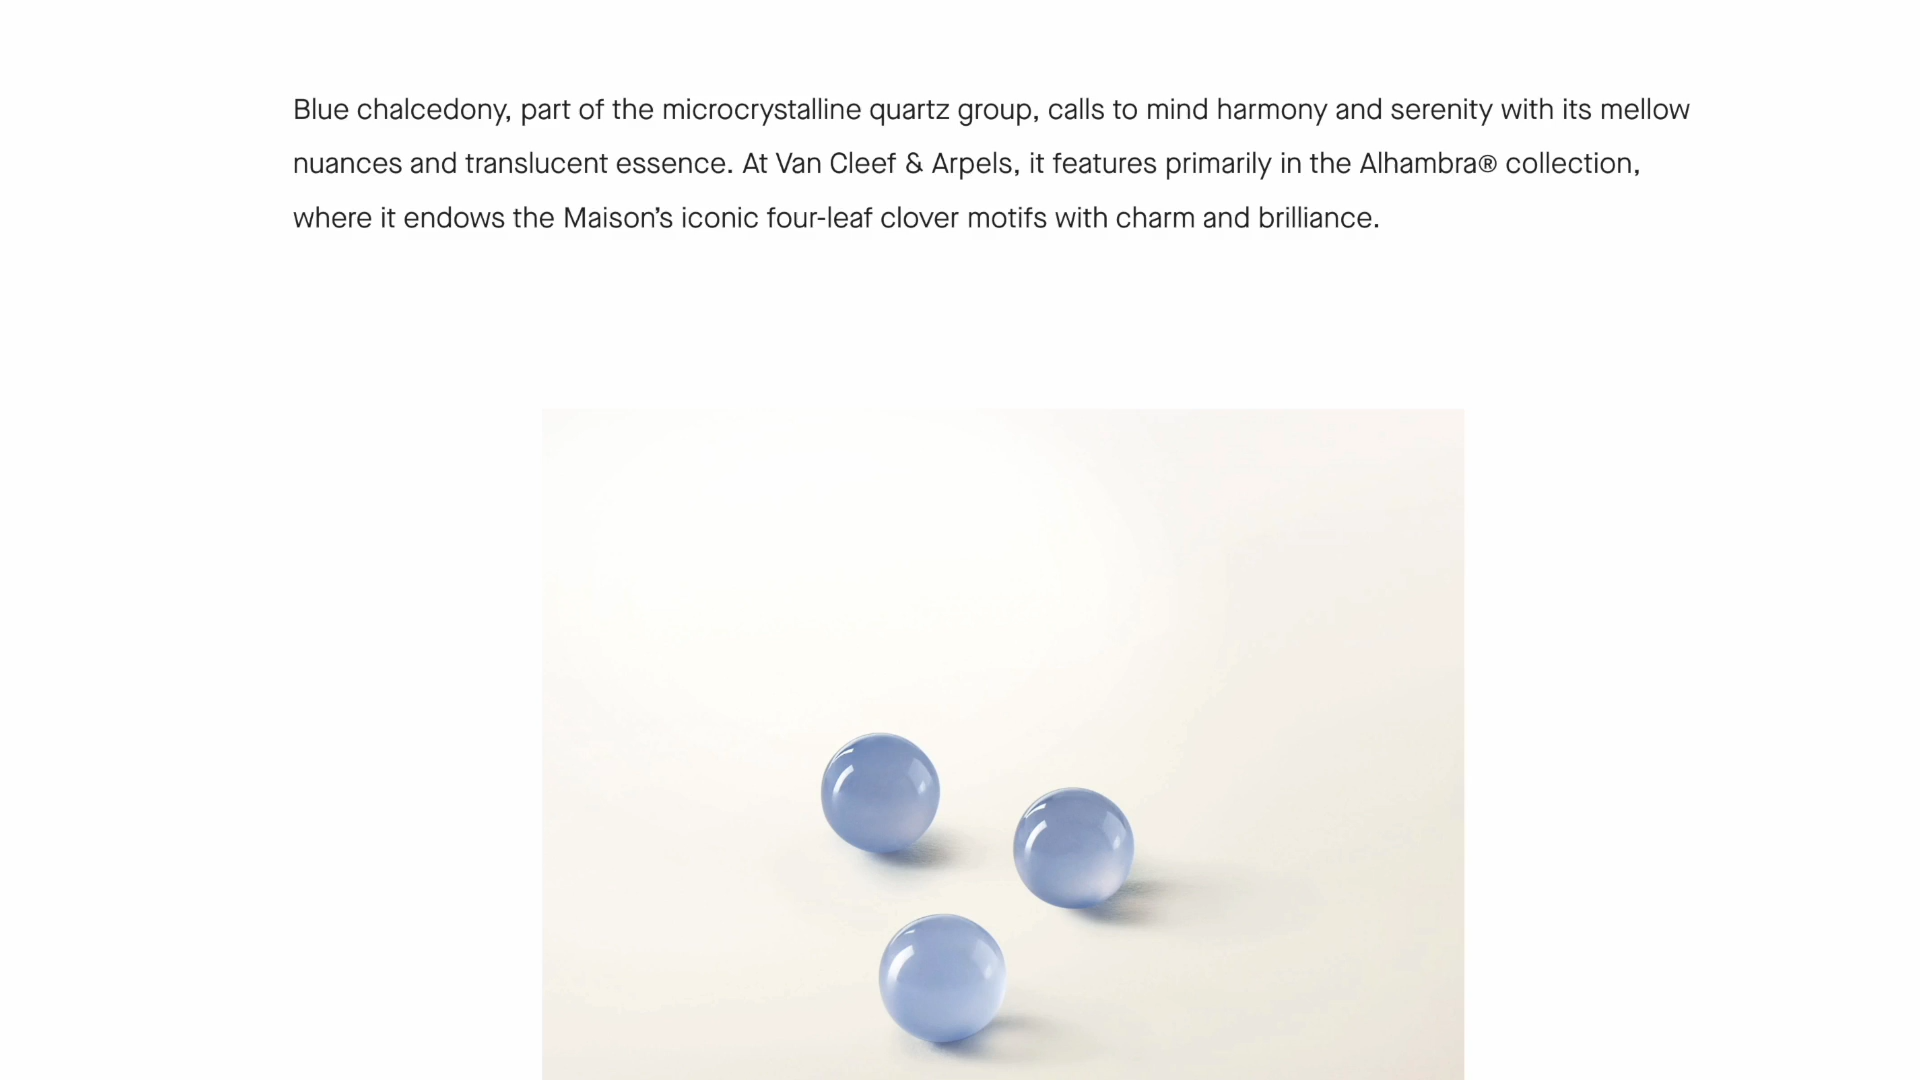 Blue chalcedony, part of the microcrystalline quartz group, calls to mind harmony and serenity with its mellow
nuances and translucent essence. At Van Cleef & Arpels, it features primarily in the Alhambra® collection,
where it endows the Maison’s iconic four-leaf clover motifs with charm and brilliance.